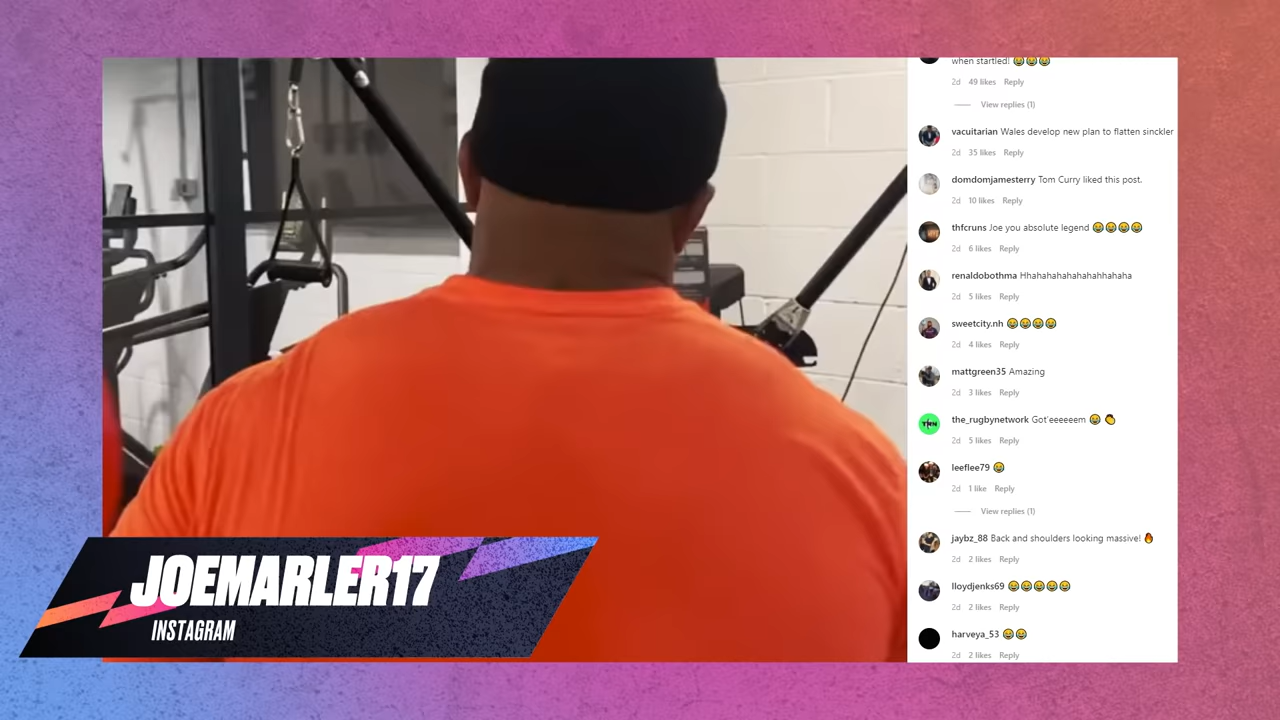 when startled! 😂😂😂
2d 49 likes Reply
View replies (1)
vacuitarian Wales develop new plan to flatten sinckler
2d 35 likes Reply
domdomjamesterry Tom Curry liked this post.
2d 10 likes Reply
thfcruns Joe you absolute legend 😂😂😂😂
2d 6 likes Reply
renaldobothma Hhahahahahahahahhahaha
2d 5 likes Reply
sweetcity.nh 😂😂😂😂
2d 4 likes Reply
mattgreen35 Amazing
2d 3 likes Reply
the_rugbynetwork Got'eeeeeem 😂 👏
2d 5 likes Reply
leeflee79 😂
2d 1 like Reply
View replies (1)
jaybz_88 Back and shoulders looking massive! 🔥
2d 2 likes Reply
lloydjenks69 😂😂😂😂😂
2d 2 likes Reply
harveya_53 😂😂
2d 2 likes Reply
TRN
JOEMARLER17
INSTAGRAM